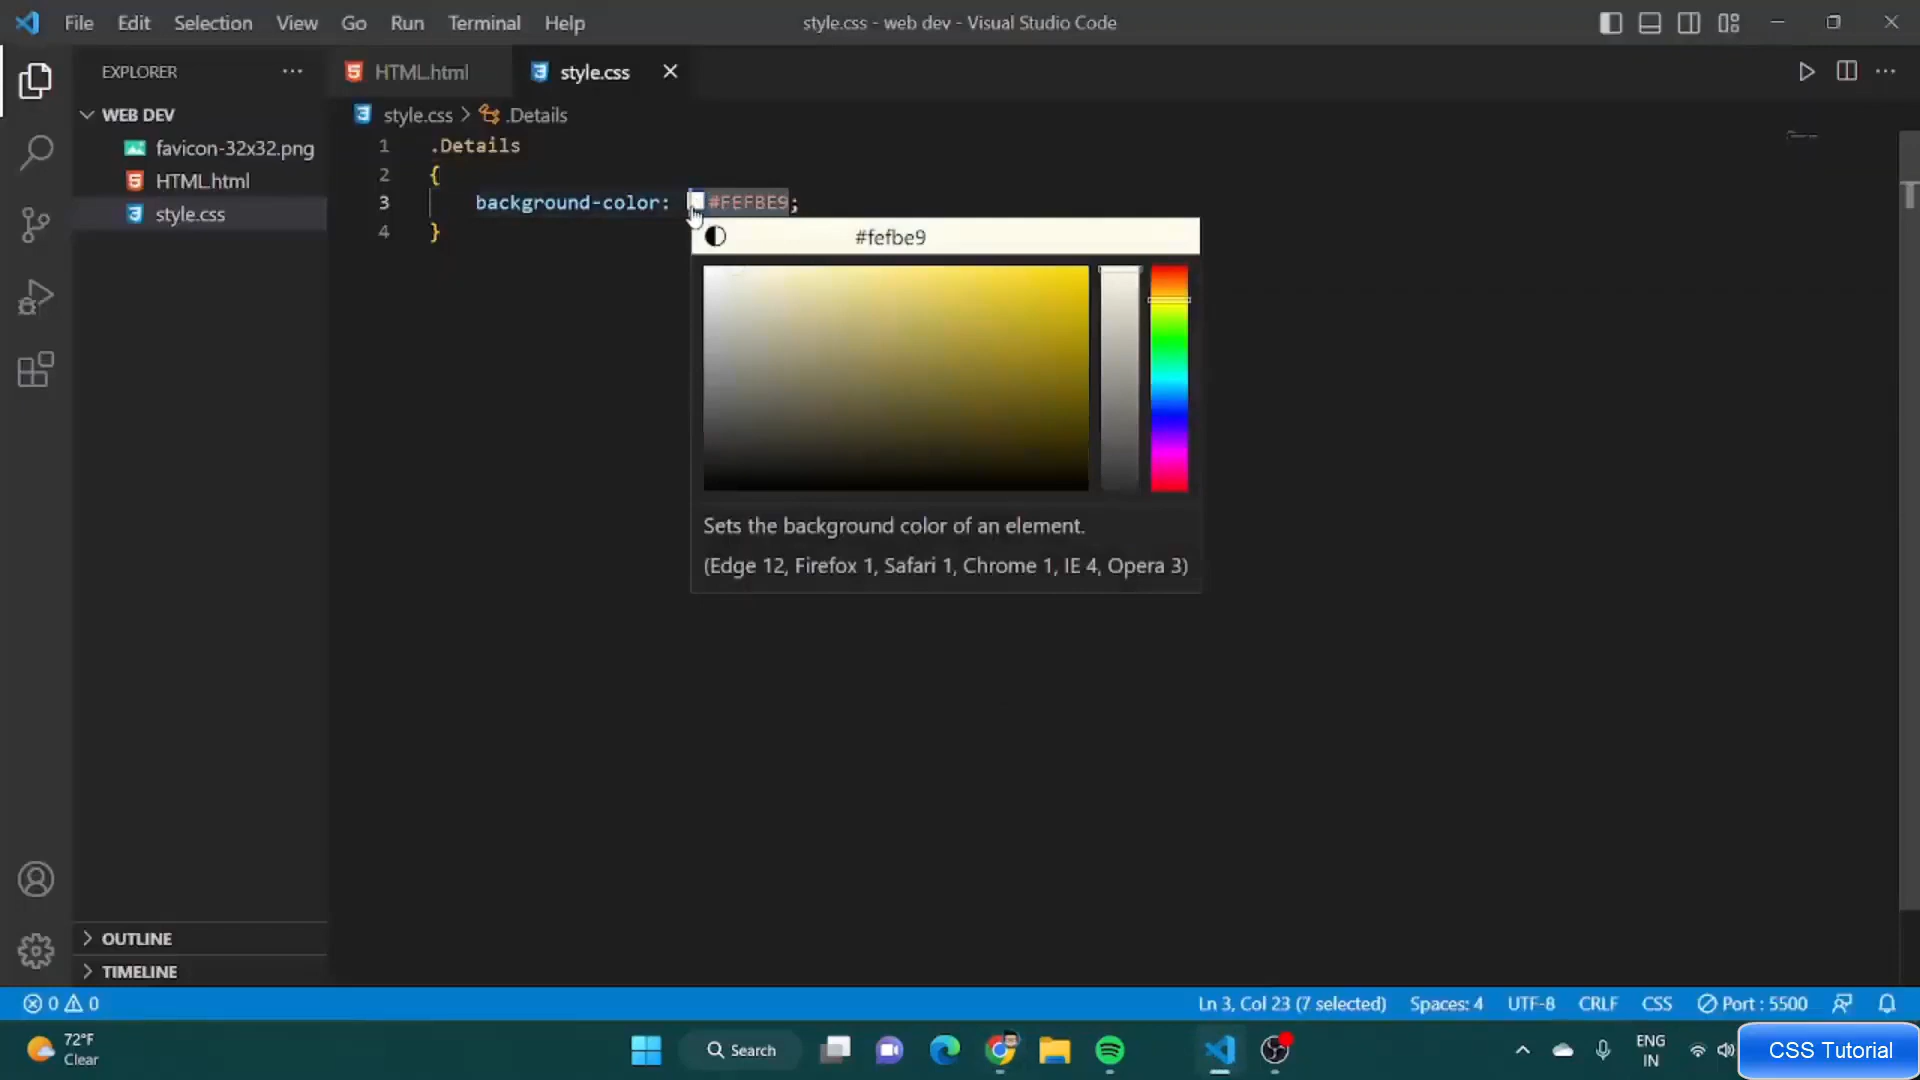 File Edit Selection View Go Run Terminal Help style.css - web dev - Visual Studio Code
EXPLORER
HTML.html style.css
WEB DEV
favicon-32x32.png
HTML.html
style.css
style.css > .Details
1 .Details
2 {
3 background-color: #FEFBE9;
4 }
#fefbe9
Sets the background color of an element.
(Edge 12, Firefox 1, Safari 1, Chrome 1, IE 4, Opera 3)
OUTLINE
TIMELINE
0 0 Ln 3, Col 23 (7 selected) Spaces: 4 UTF-8 CRLF CSS Port : 5500
72°F
Clear
Search
ENG
IN
CSS Tutorial